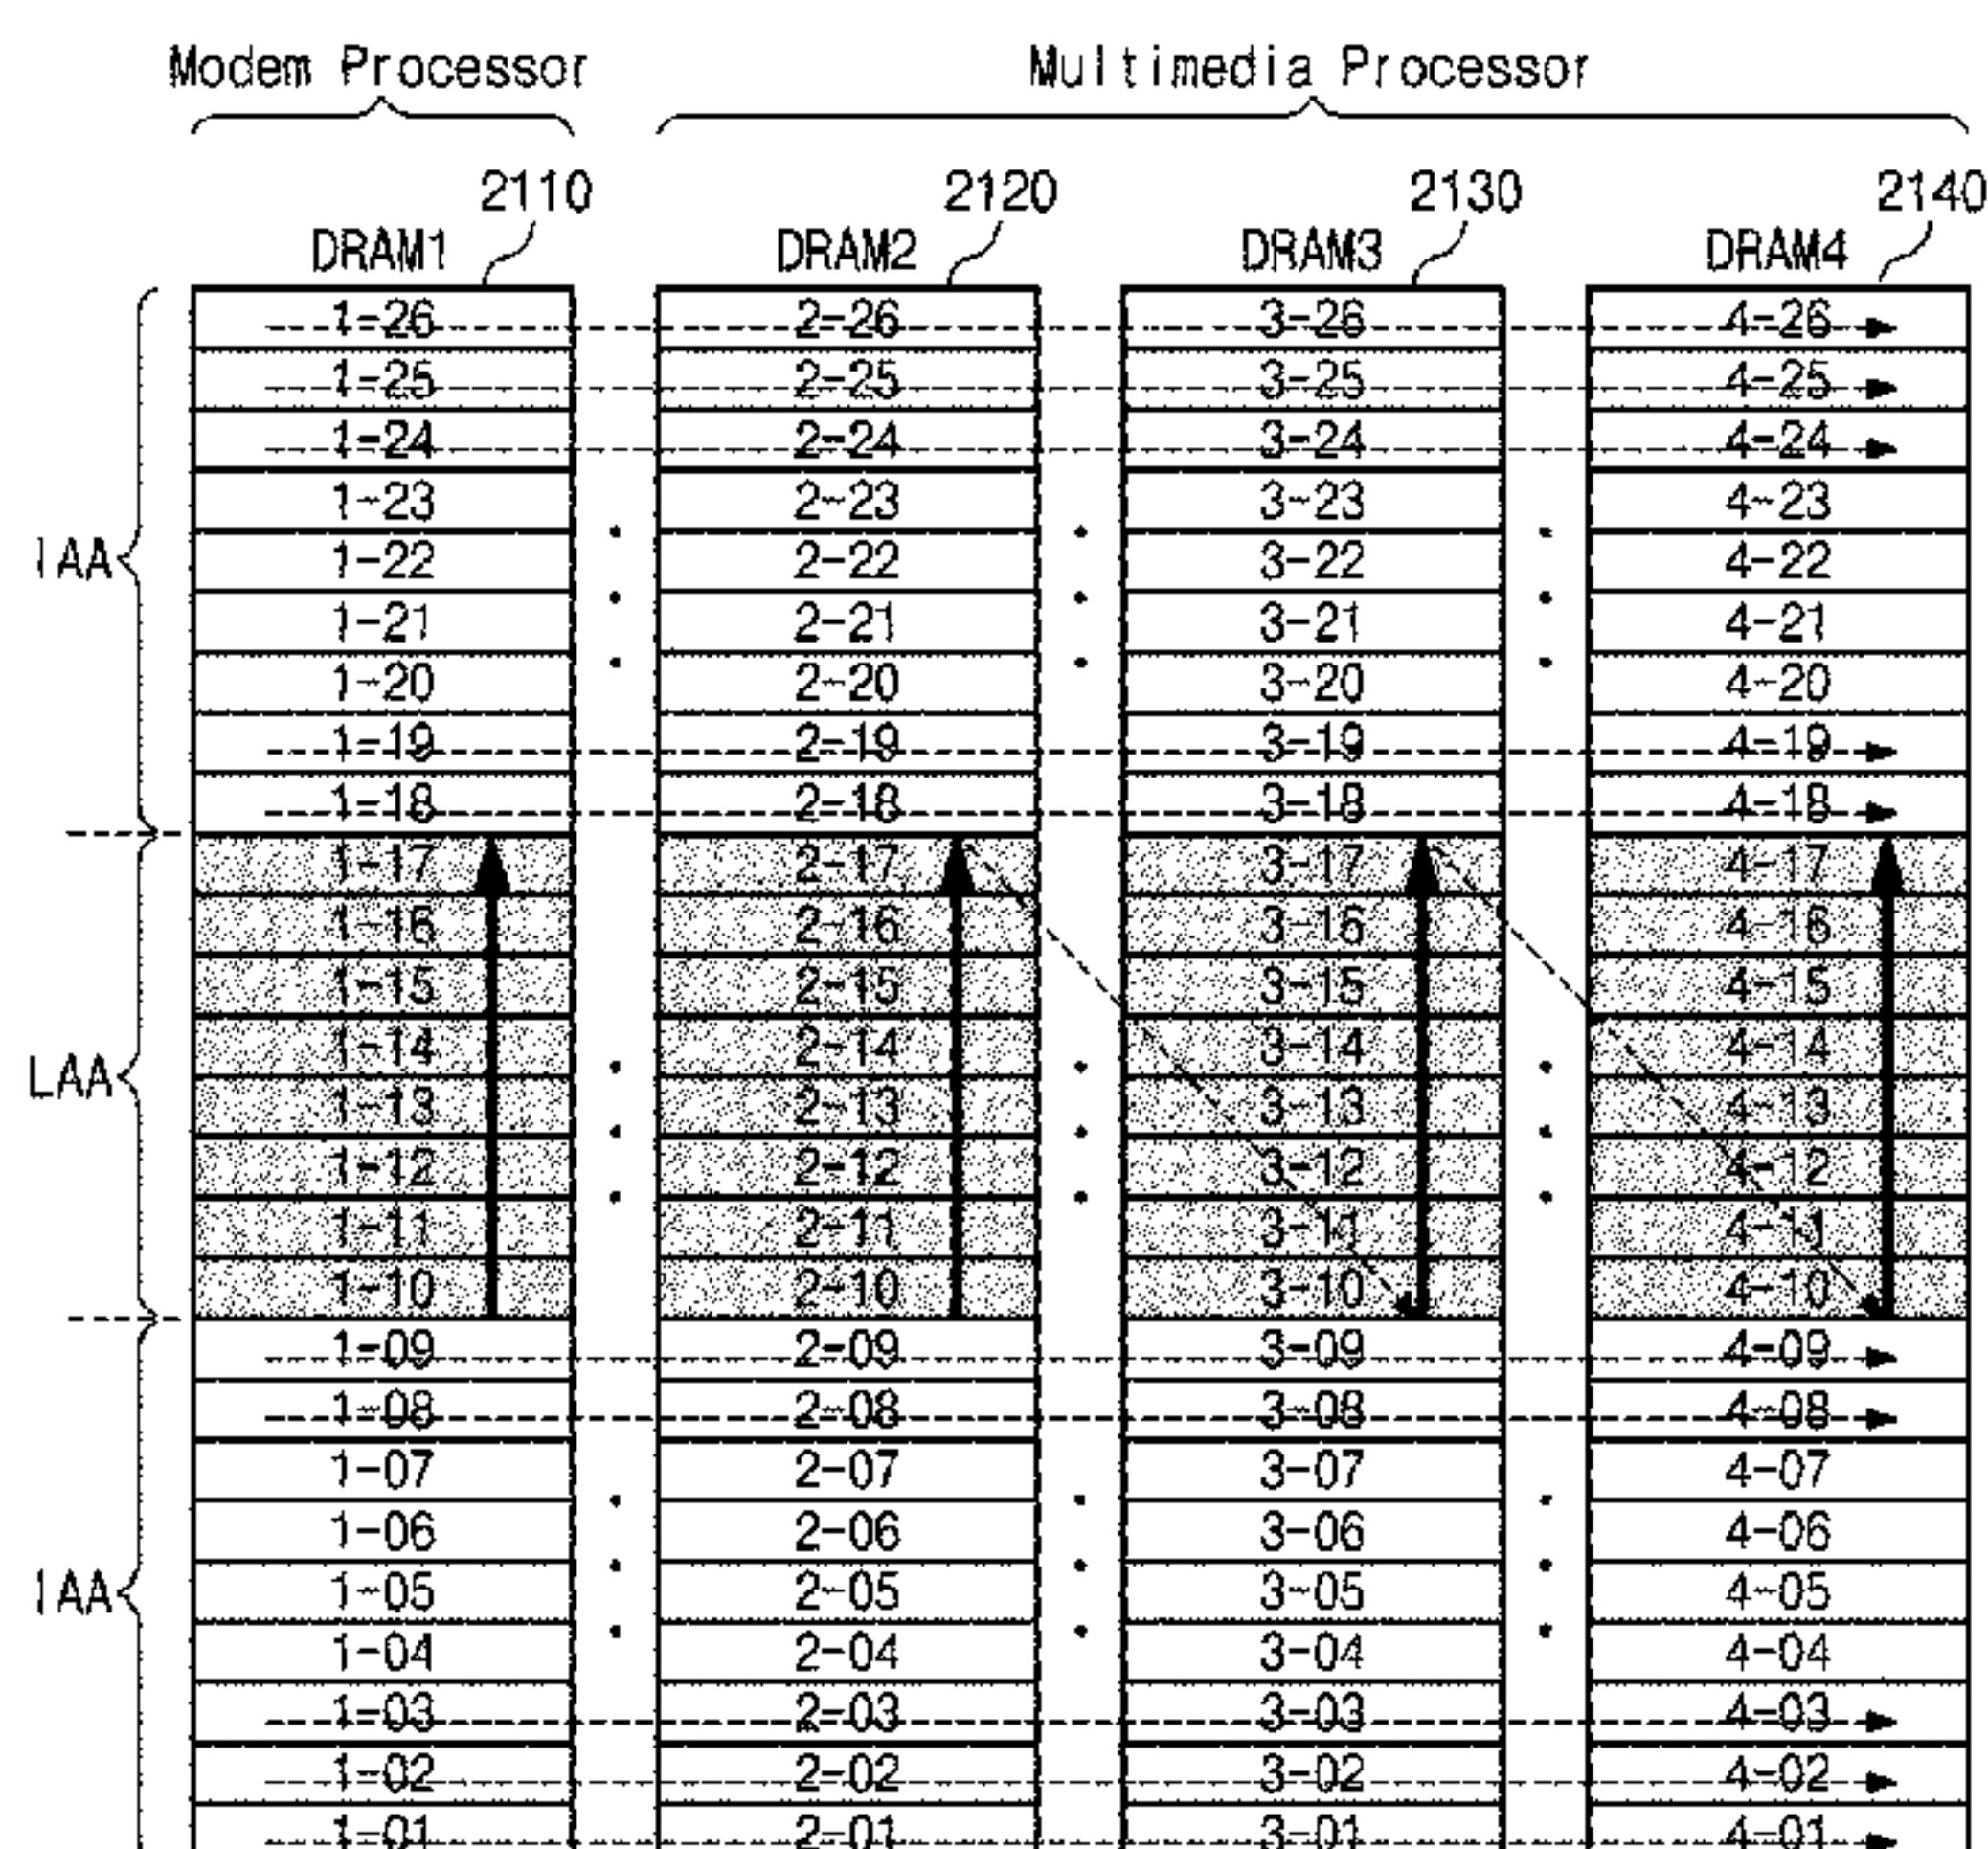 Modem Processor Multimedia Processor
2110 2120 2130 2140
DRAM1 DRAM2 DRAM3 DRAM4
1-26 2-26 3-26 4-26
1-25 2-25 3-25 4-25
1-24 2-24 3-24 4-24
1-23 2-23 3-23 4-23
IAA 1-22 2-22 3-22 4-22
1-21 2-21 3-21 4-21
1-20 2-20 3-20 4-20
1-19 2-19 3-19 4-19
1-18 2-18 3-18 4-18
1-17 2-17 3-17 4-17
1-16 2-16 3-16 4-16
1-15 2-15 3-15 4-15
1-14 2-14 3-14 4-14
LAA 1-13 2-13 3-13 4-13
1-12 2-12 3-12 4-12
1-11 2-11 3-11 4-11
1-10 2-10 3-10 4-10
1-09 2-09 3-09 4-09
1-08 2-08 3-08 4-08
1-07 2-07 3-07 4-07
1-06 2-06 3-06 4-06
IAA 1-05 2-05 3-05 4-05
1-04 2-04 3-04 4-04
1-03 2-03 3-03 4-03
1-02 2-02 3-02 4-02
1-01 2-01 3-01 4-01